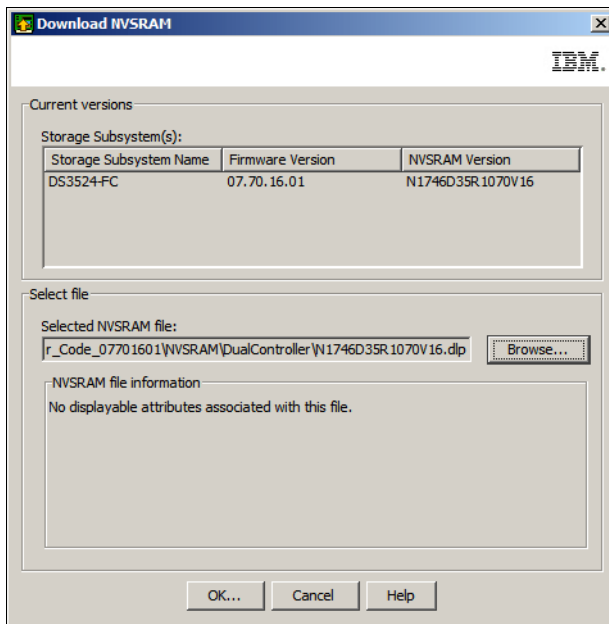 Download NVSRAM
IBM.
Current versions
Storage Subsystem(s):
Storage Subsystem Name Firmware Version NVSRAM Version
DS3524-FC 07.70.16.01 N1746D35R1070V16
Select file
Selected NVSRAM file:
r_Code_07701601\NVSRAM\DualController\N1746D35R1070V16.dlp Browse...
NVSRAM file information
No displayable attributes associated with this file.
OK... Cancel Help